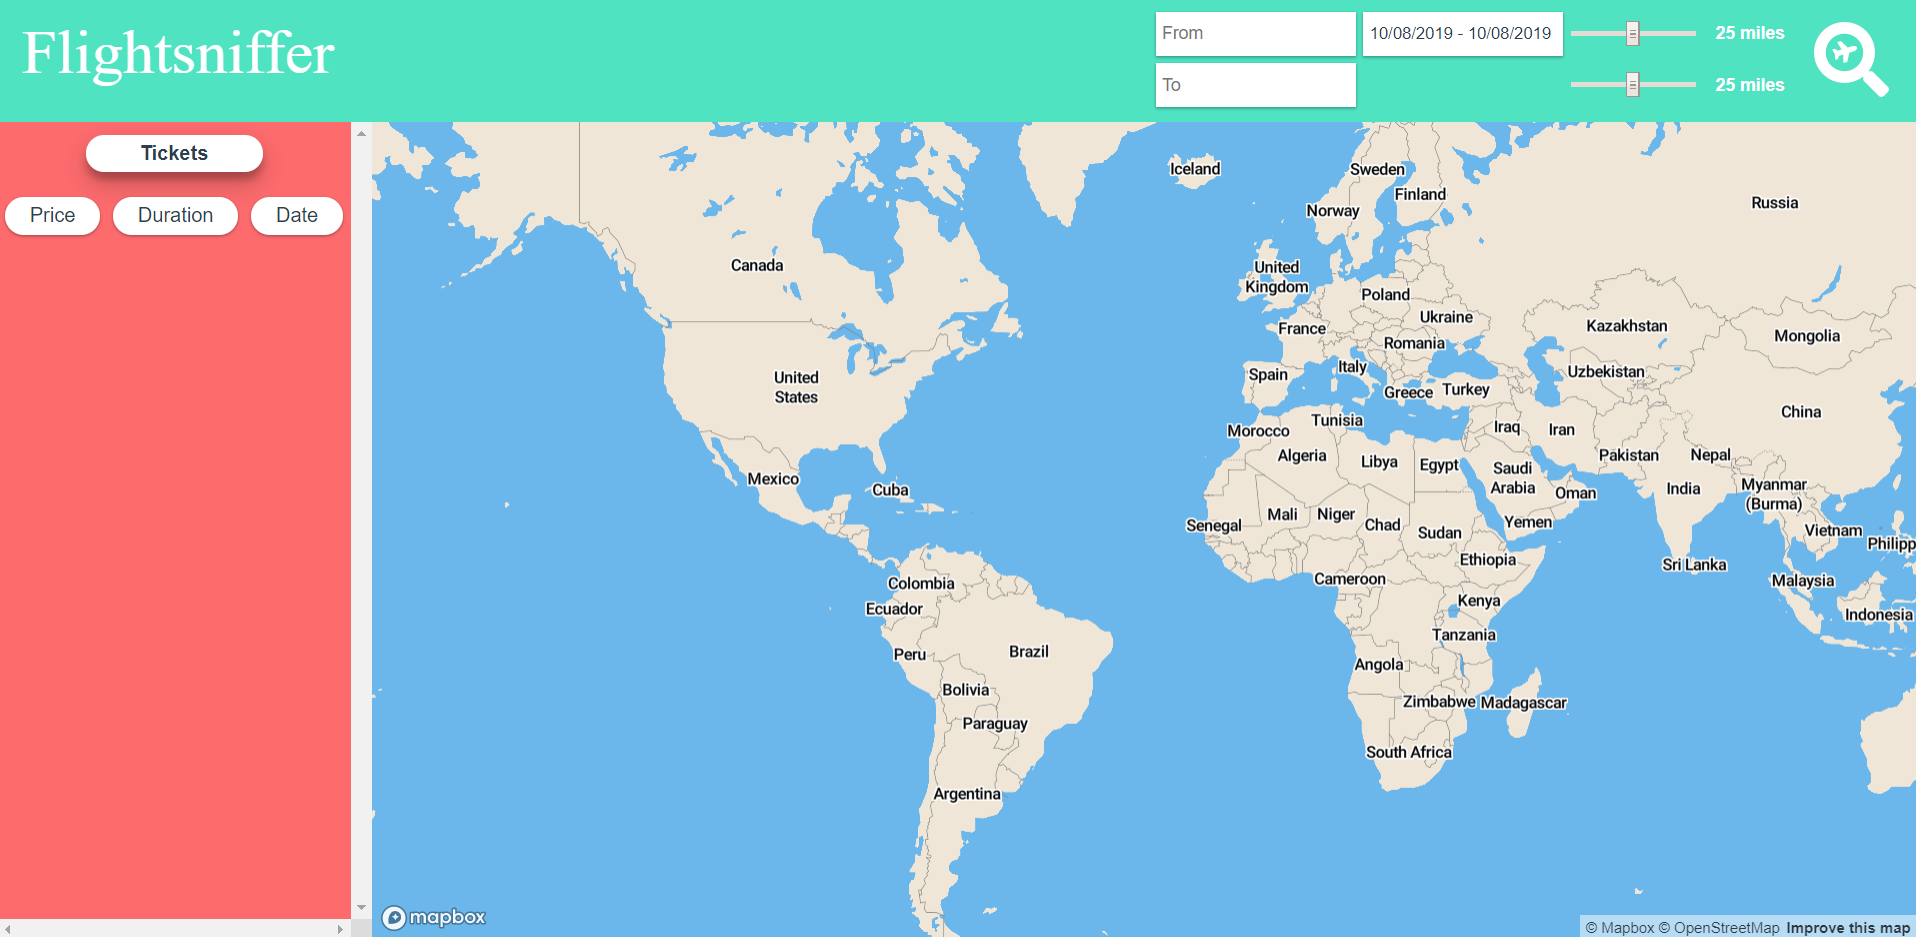 Flightsniffer
From
10/08/2019 - 10/08/2019
25 miles
To
25 miles
Tickets
Price
Duration
Date
Iceland
Sweden
Finland
Norway
Russia
Canada
United
Kingdom
Poland
Ukraine
France
Kazakhstan
Mongolia
Romania
Italy
Uzbekistan
Spain
United
States
Greece
Turkey
China
Tunisia
Morocco
Iraq
Iran
Algeria
Libya
Egypt
Pakistan
Nepal
Saudi
Arabia
Mexico
Cuba
India
Myanmar
(Burma)
Oman
Senegal
Mali
Niger
Chad
Sudan
Yemen
Vietnam
Philipp
Ethiopia
Sri Lanka
Colombia
Cameroon
Malaysia
Ecuador
Kenya
Indonesia
Tanzania
Peru
Brazil
Angola
Bolivia
Zimbabwe
Madagascar
Paraguay
South Africa
Argentina
mapbox
© Mapbox © OpenStreetMap Improve this map